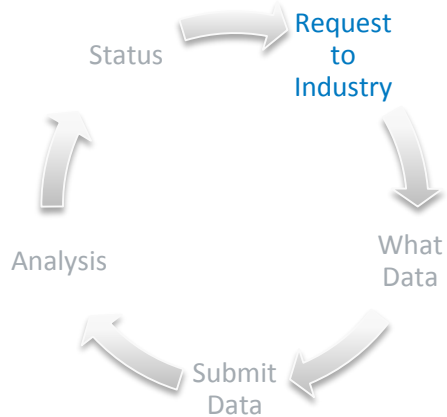 Request
to
Industry
What
Data
Submit
Data
Analysis
Status